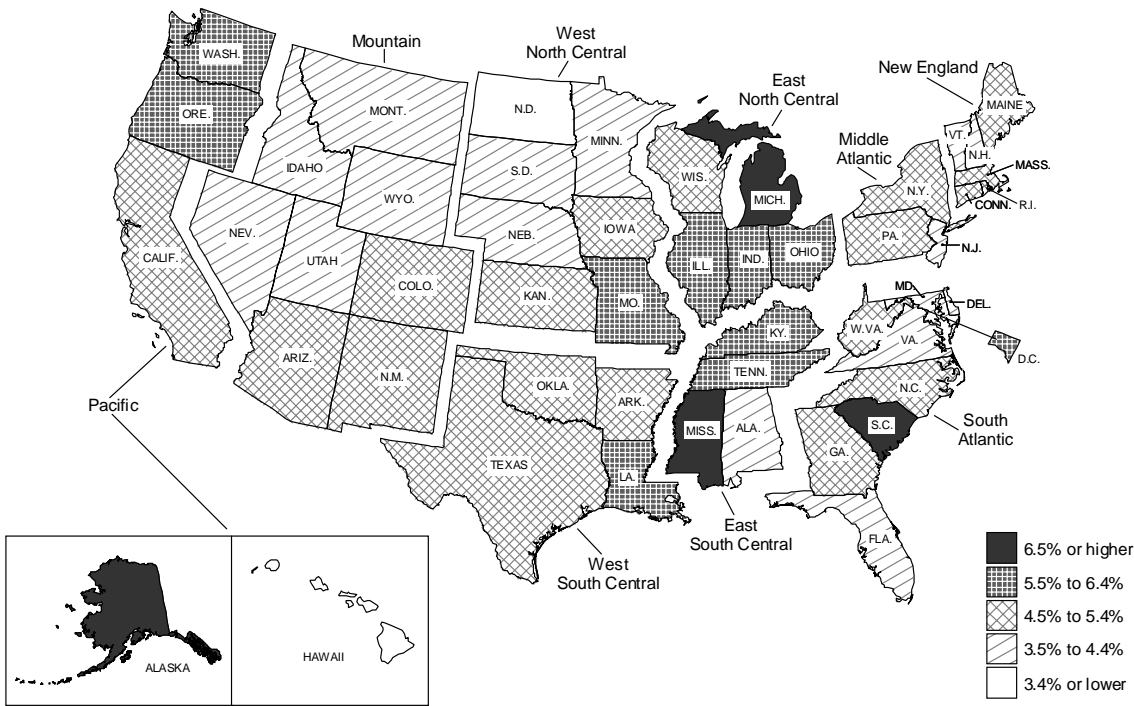 Mountain
West
North Central
East
North Central
New England
Middle
Atlantic
WASH.
ORE.
MONT.
IDAHO
WYO.
N.D.
S.D.
NEB.
MINN.
WIS.
MICH.
MAINE
VT.
N.H.
MASS.
N.Y.
CONN.
R.I.
NEV.
UTAH
CALIF.
COLO.
KAN.
IOWA
ILL.
IND.
OHIO
PA.
N.J.
MO.
KY.
W.VA.
MD.
DEL.
VA.
D.C.
ARIZ.
N.M.
OKLA.
ARK.
TENN.
N.C.
S.C.
Pacific
TEXAS
LA.
MISS.
ALA.
GA.
FLA.
South
Atlantic
East
South Central
West
South Central
ALASKA
HAWAII
6.5% or higher
5.5% to 6.4%
4.5% to 5.4%
3.5% to 4.4%
3.4% or lower